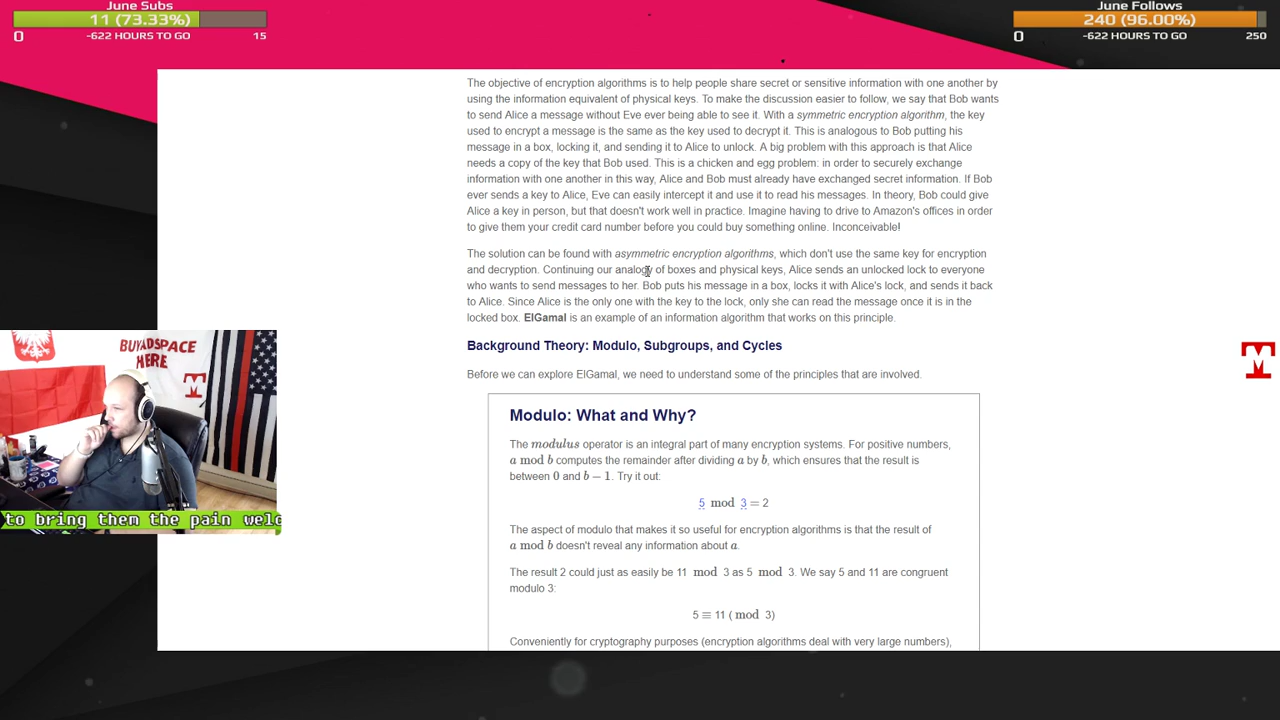 June Subs
11 (73.33%)
0
-622 HOURS TO GO
15
June Follows
240 (96.00%)
0
-622 HOURS TO GO
250
The objective of encryption algorithms is to help people share secret or sensitive information with one another by
using the information equivalent of physical keys. To make the discussion easier to follow, we say that Bob wants
to send Alice a message without Eve ever being able to see it. With a symmetric encryption algorithm, the key
used to encrypt a message is the same as the key used to decrypt it. This is analogous to Bob putting his
message in a box, locking it, and sending it to Alice to unlock. A big problem with this approach is that Alice
needs a copy of the key that Bob used. This is a chicken and egg problem: in order to securely exchange
information with one another in this way, Alice and Bob must already have exchanged secret information. If Bob
ever sends a key to Alice, Eve can easily intercept it and use it to read his messages. In theory, Bob could give
Alice a key in person, but that doesn't work well in practice. Imagine having to drive to Amazon's offices in order
to give them your credit card number before you could buy something online. Inconceivable!
The solution can be found with asymmetric encryption algorithms, which don't use the same key for encryption
and decryption. Continuing our analogy of boxes and physical keys, Alice sends an unlocked lock to everyone
who wants to send messages to her. Bob puts his message in a box, locks it with Alice's lock, and sends it back
to Alice. Since Alice is the only one with the key to the lock, only she can read the message once it is in the
locked box. ElGamal is an example of an information algorithm that works on this principle.
Background Theory: Modulo, Subgroups, and Cycles
Before we can explore ElGamal, we need to understand some of the principles that are involved.
Modulo: What and Why?
The modulus operator is an integral part of many encryption systems. For positive numbers,
a mod b computes the remainder after dividing a by b, which ensures that the result is
between 0 and b − 1. Try it out:
5 mod 3 = 2
The aspect of modulo that makes it so useful for encryption algorithms is that the result of
a mod b doesn't reveal any information about a.
The result 2 could just as easily be 11 mod 3 as 5 mod 3. We say 5 and 11 are congruent
modulo 3:
5 ≡ 11 ( mod 3)
Conveniently for cryptography purposes (encryption algorithms deal with very large numbers),
BUY AD SPACE
HERE
to bring them the pain welc